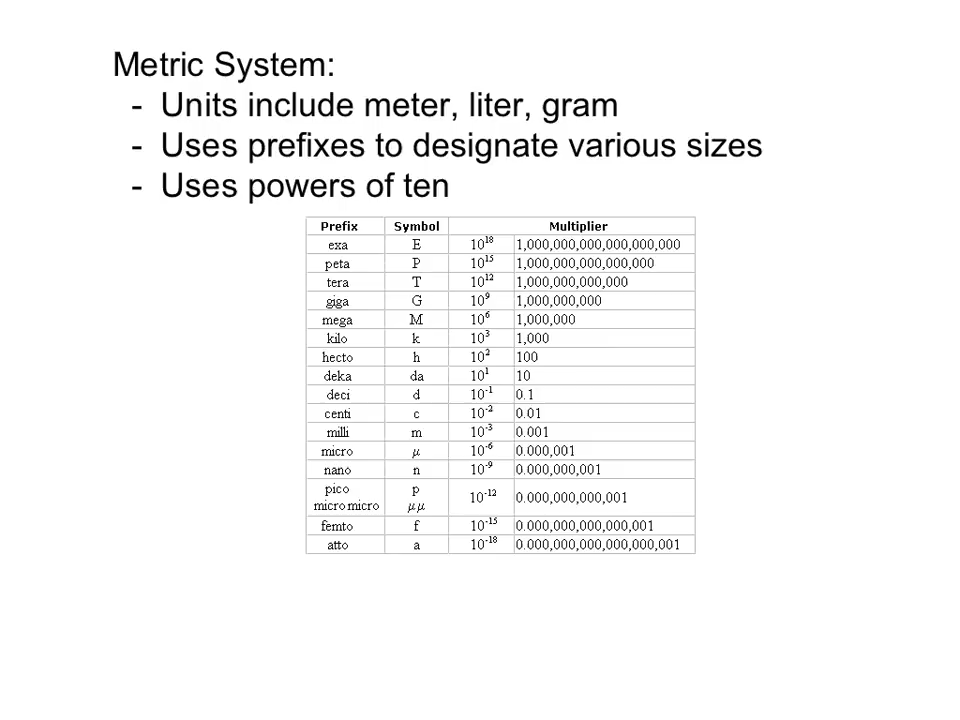 Metric System:
- Units include meter, liter, gram
- Uses prefixes to designate various sizes
- Uses powers of ten
Prefix Symbol Multiplier
exa E 10^18 1,000,000,000,000,000,000
peta P 10^15 1,000,000,000,000,000
tera T 10^12 1,000,000,000,000
giga G 10^9 1,000,000,000
mega M 10^6 1,000,000
kilo k 10^3 1,000
hecto h 10^2 100
deka da 10^1 10
deci d 10^-1 0.1
centi c 10^-2 0.01
milli m 10^-3 0.001
micro μ 10^-6 0.000,001
nano n 10^-9 0.000,000,001
pico p
10^-12 0.000,000,000,001
micro micro μμ
femto f 10^-15 0.000,000,000,000,001
atto a 10^-18 0.000,000,000,000,000,001